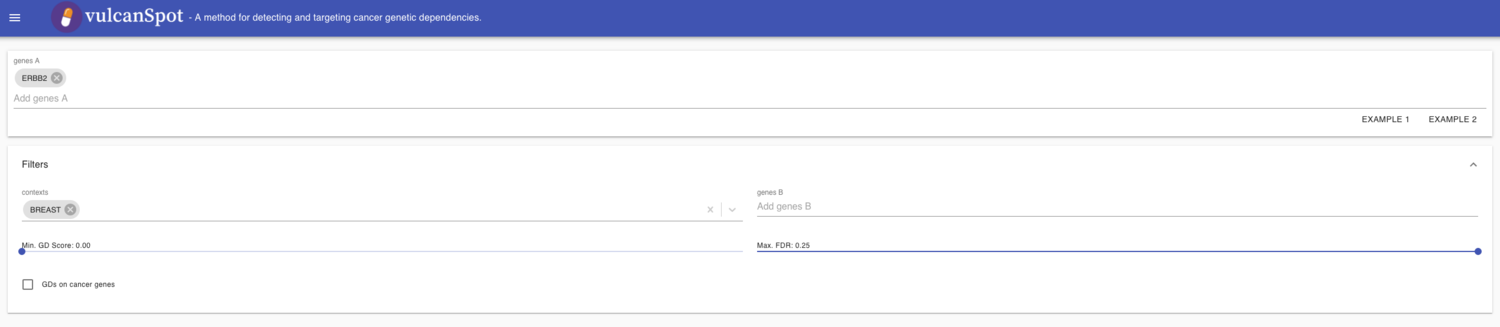 vulcanSpot - A method for detecting and targeting cancer genetic dependencies.
genes A
ERBB2
Add genes A
EXAMPLE 1 EXAMPLE 2
Filters
contexts
BREAST
genes B
Add genes B
Min. GD Score: 0.00
Max. FDR: 0.25
GDs on cancer genes